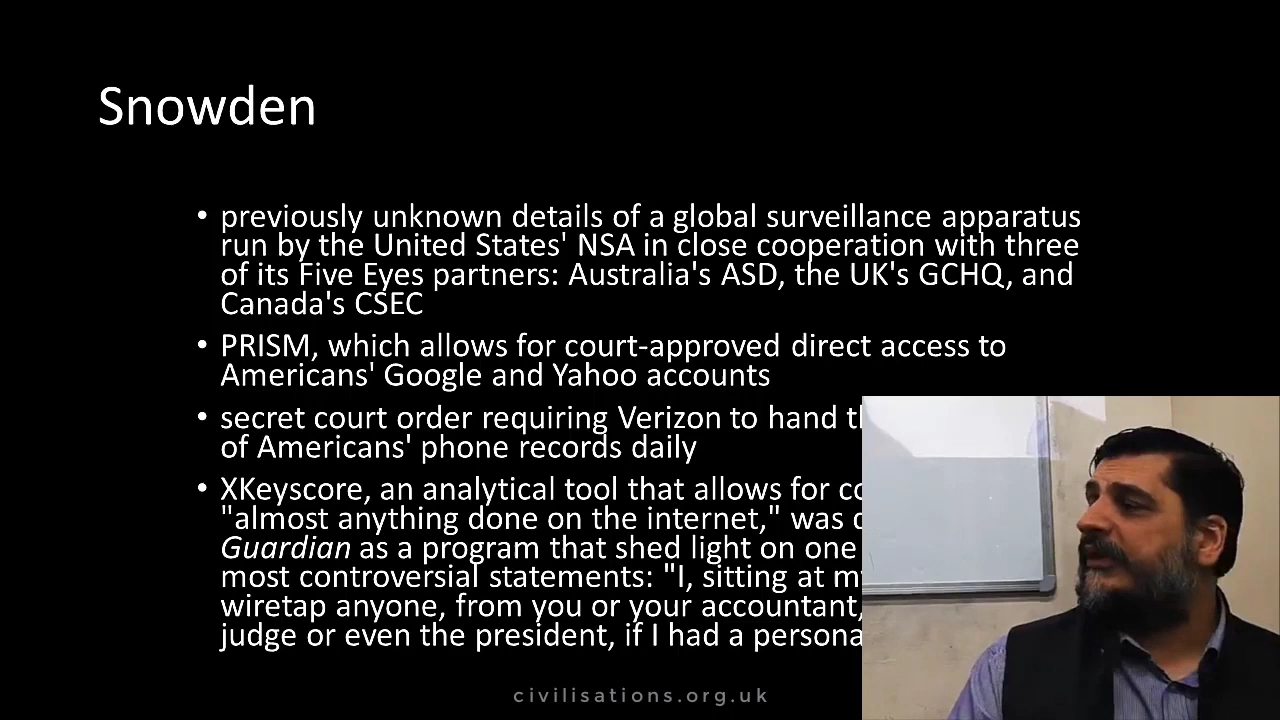 Snowden
• previously unknown details of a global surveillance apparatus
run by the United States' NSA in close cooperation with three
of its Five Eyes partners: Australia's ASD, the UK's GCHQ, and
Canada's CSEC
• PRISM, which allows for court-approved direct access to
Americans' Google and Yahoo accounts
• secret court order requiring Verizon to hand
of Americans' phone records daily
• XKeyscore, an analytical tool that allows for
"almost anything done on the internet," was
Guardian as a program that shed light on one
most controversial statements: "I, sitting at
wiretap anyone, from you or your accountant,
judge or even the president, if I had a
civilisations.org.uk